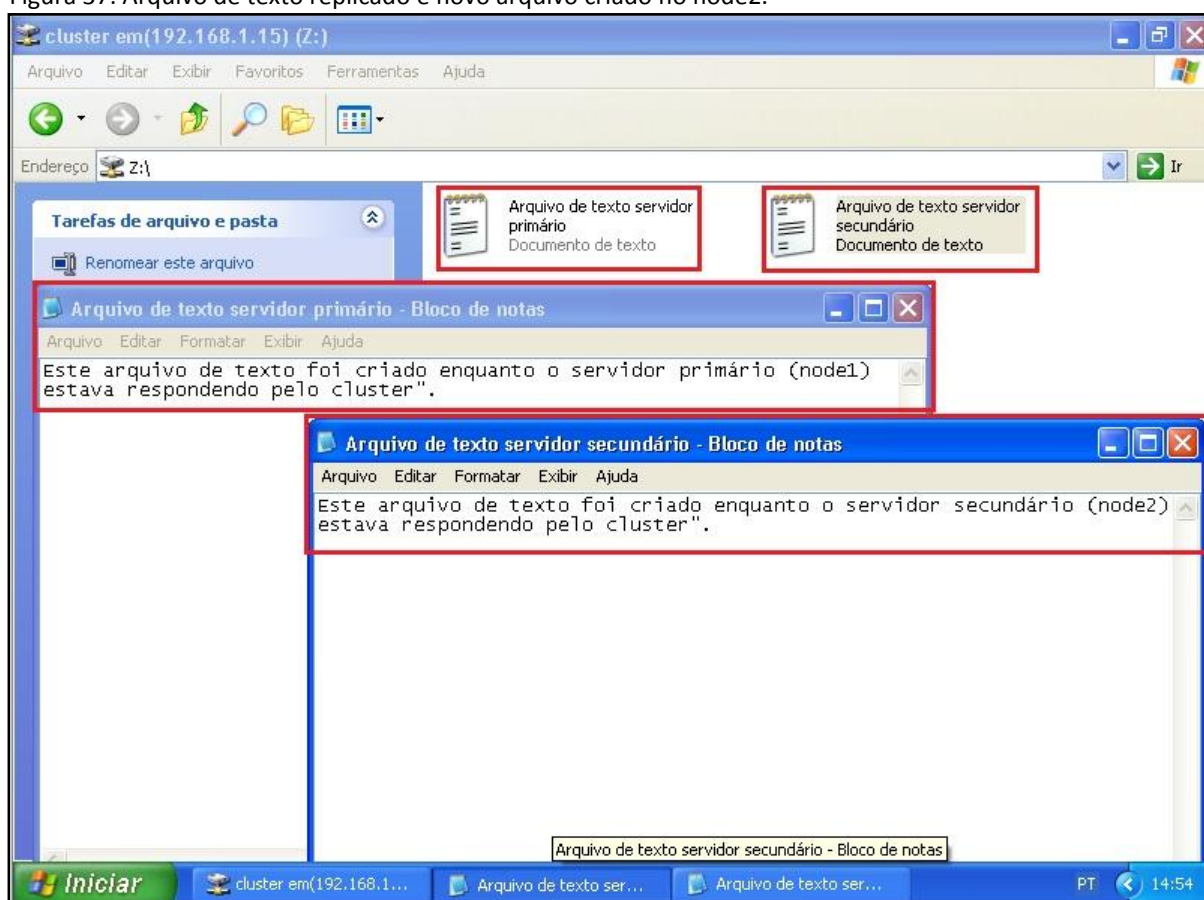 Figura 37: Arquivo de texto replicado e novo arquivo criado no node2.
cluster em(192.168.1.15) (Z:)
Arquivo Editar Exibir Favoritos Ferramentas Ajuda
Endereço Z:\ Ir
Tarefas de arquivo e pasta
Renomear este arquivo
Arquivo de texto servidor
primário
Documento de texto
Arquivo de texto servidor
secundário
Documento de texto
Arquivo de texto servidor primário - Bloco de notas
Arquivo Editar Formatar Exibir Ajuda
Este arquivo de texto foi criado enquanto o servidor primário (node1)
estava respondendo pelo cluster".
Arquivo de texto servidor secundário - Bloco de notas
Arquivo Editar Formatar Exibir Ajuda
Este arquivo de texto foi criado enquanto o servidor secundário (node2)
estava respondendo pelo cluster".
Arquivo de texto servidor secundário - Bloco de notas
Iniciar cluster em(192.168.1... Arquivo de texto ser... Arquivo de texto ser... PT 14:54